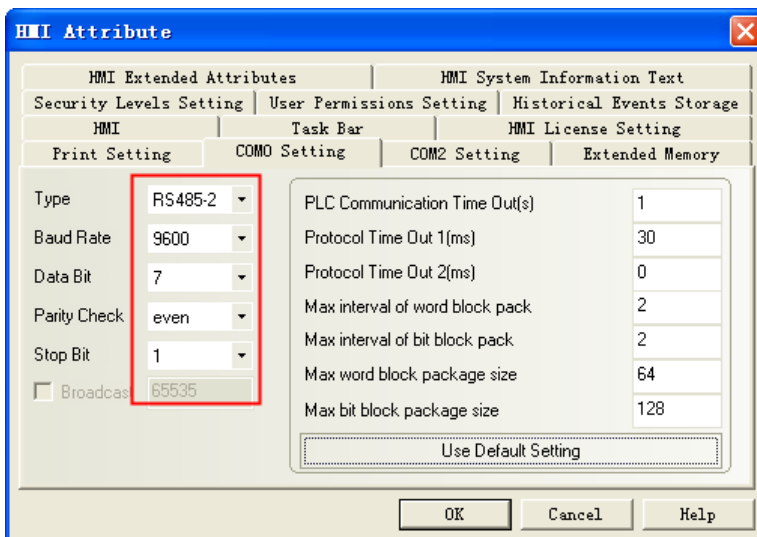 HMI Attribute
HMI Extended Attributes HMI System Information Text
Security Levels Setting User Permissions Setting Historical Events Storage
HMI Task Bar HMI License Setting
Print Setting COM0 Setting COM2 Setting Extended Memory
Type RS485-2
Baud Rate 9600
Data Bit 7
Parity Check even
Stop Bit 1
Broadcast 65535
PLC Communication Time Out(s) 1
Protocol Time Out 1(ms) 30
Protocol Time Out 2(ms) 0
Max interval of word block pack 2
Max interval of bit block pack 2
Max word block package size 64
Max bit block package size 128
Use Default Setting
OK Cancel Help